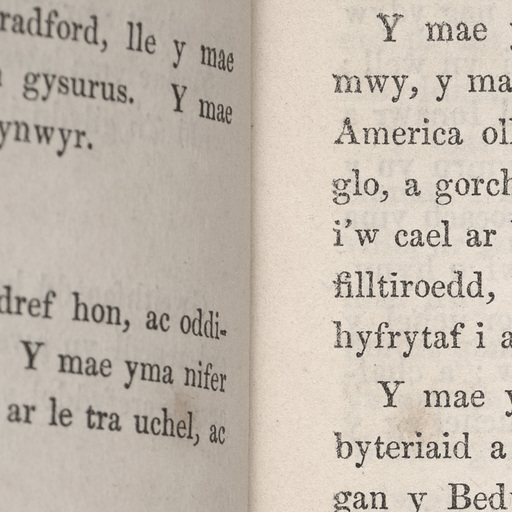 radford, lle y mae
gysurus. Y mae
ynwyr.
dref hon, ac oddi-
Y mae yma nifer
ar le tra uchel, ac
Y mae
mwy, y ma
America oll
glo, a gorch
i'w cael ar
filltiroedd,
hyfrytaf i a
Y mae y
byteriaid a
gan y Bed